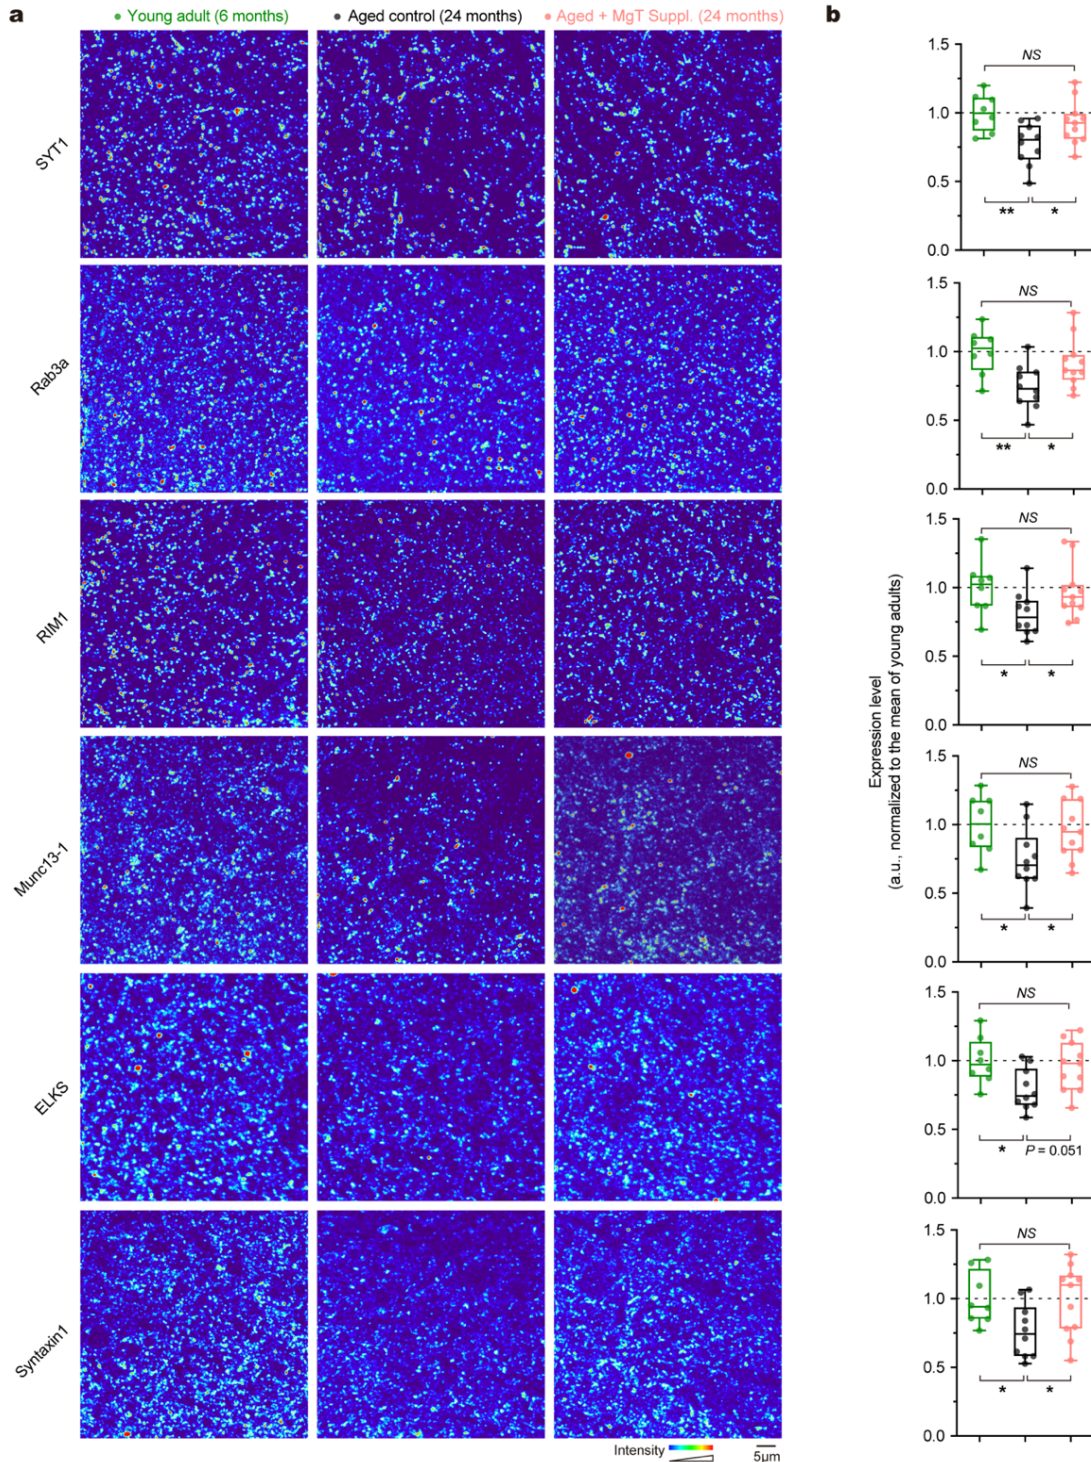 a
● Young adult (6 months) ● Aged control (24 months) ● Aged + MgT Suppl. (24 months)
SYT1
Rab3a
RIM1
Munc13-1
ELKS
Syntaxin1
Intensity
5µm
b
Expression level
(a.u., normalized to the mean of young adults)
1.5
NS
1.0
0.5
** *
0.0
1.5
NS
1.0
0.5
** *
0.0
1.5
NS
1.0
0.5
* *
0.0
1.5
NS
1.0
0.5
* *
0.0
1.5
NS
1.0
0.5
* P = 0.051
0.0
1.5
NS
1.0
0.5
* *
0.0